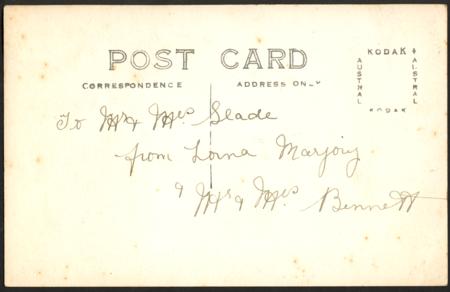 POST CARD
CORRESPONDENCE
ADDRESS ONLY
KODAK
AUSTRAL
AUSTRAL
KODAK
To Mr & Mrs Slade
from Lorna Marjory
& Mr & Mrs Bennett